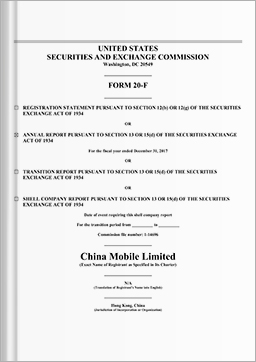 UNITED STATES
SECURITIES AND EXCHANGE COMMISSION
Washington, DC 20549
FORM 20-F
☐ REGISTRATION STATEMENT PURSUANT TO SECTION 12(b) OR 12(g) OF THE SECURITIES
EXCHANGE ACT OF 1934
OR
☒ ANNUAL REPORT PURSUANT TO SECTION 13 OR 15(d) OF THE SECURITIES EXCHANGE
ACT OF 1934
For the fiscal year ended December 31, 2017
OR
☐ TRANSITION REPORT PURSUANT TO SECTION 13 OR 15(d) OF THE SECURITIES EXCHANGE
ACT OF 1934
OR
☐ SHELL COMPANY REPORT PURSUANT TO SECTION 13 OR 15(d) OF THE SECURITIES
EXCHANGE ACT OF 1934
Date of event requiring this shell company report
For the transition period from __________ to __________
Commission file number: 1-14696
China Mobile Limited
(Exact Name of Registrant as Specified in Its Charter)
N/A
(Translation of Registrant's Name into English)
Hong Kong, China
(Jurisdiction of Incorporation or Organization)